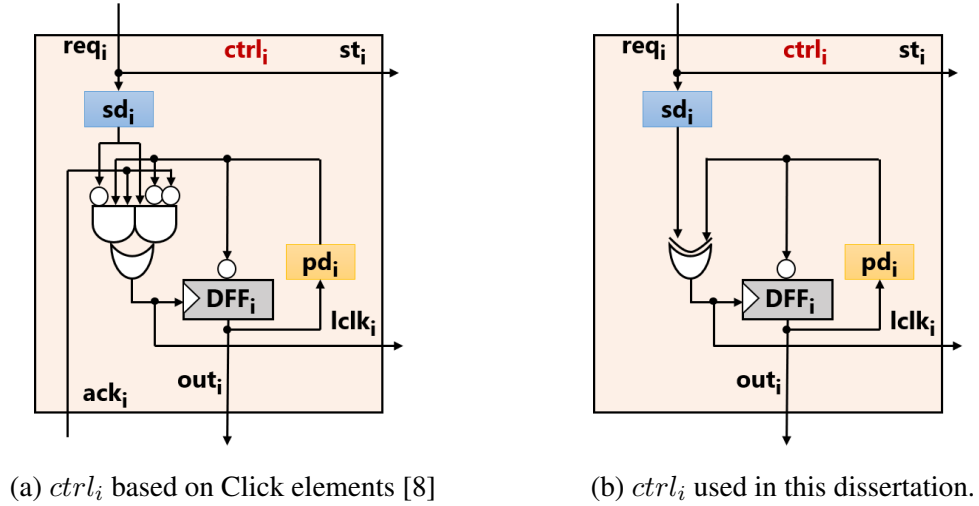 req_i ctrl_i st_i
sd_i
pd_i
DFF_i
lclk_i
out_i
ack_i
(a) ctrl_i based on Click elements [8]
req_i ctrl_i st_i
sd_i
pd_i
DFF_i
lclk_i
out_i
(b) ctrl_i used in this dissertation.